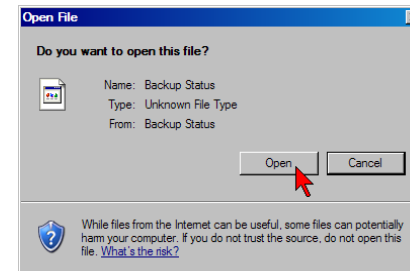 Open File
Do you want to open this file?
Name: Backup Status
Type: Unknown File Type
From: Backup Status
Open Cancel
While files from the Internet can be useful, some files can potentially
harm your computer. If you do not trust the source, do not open this
file. What's the risk?